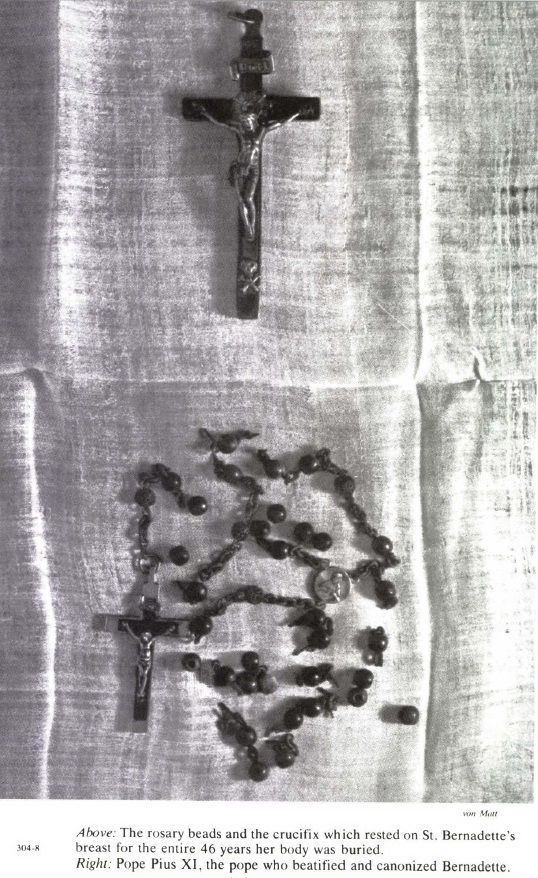 INRI
von Matt
Above: The rosary beads and the crucifix which rested on St. Bernadette's
304-8 breast for the entire 46 years her body was buried.
Right: Pope Pius XI, the pope who beatified and canonized Bernadette.